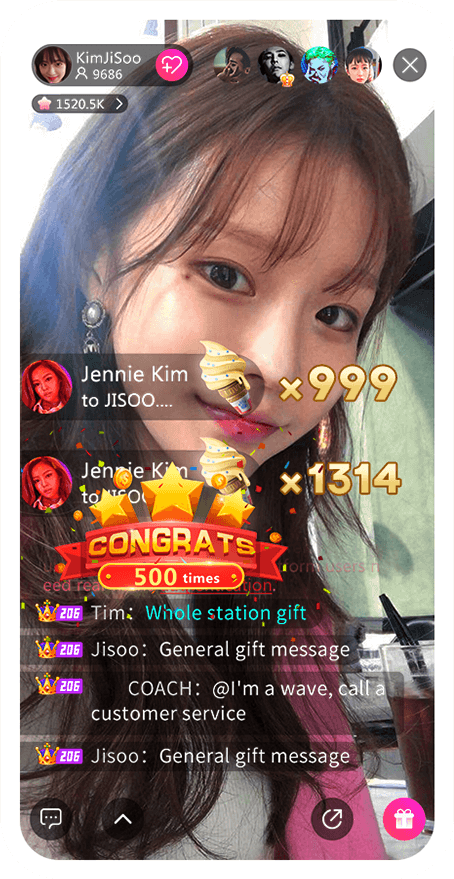 KimJiSoo
9686
1520.5K
Jennie Kim
to JISOO....
×999
Jennie Kim
to JISOO
×1314
CONGRATS
500 times
eed rea
206 Tim： Whole station gift
206 Jisoo： General gift message
206 COACH： @I'm a wave, call a
customer service
206 Jisoo： General gift message